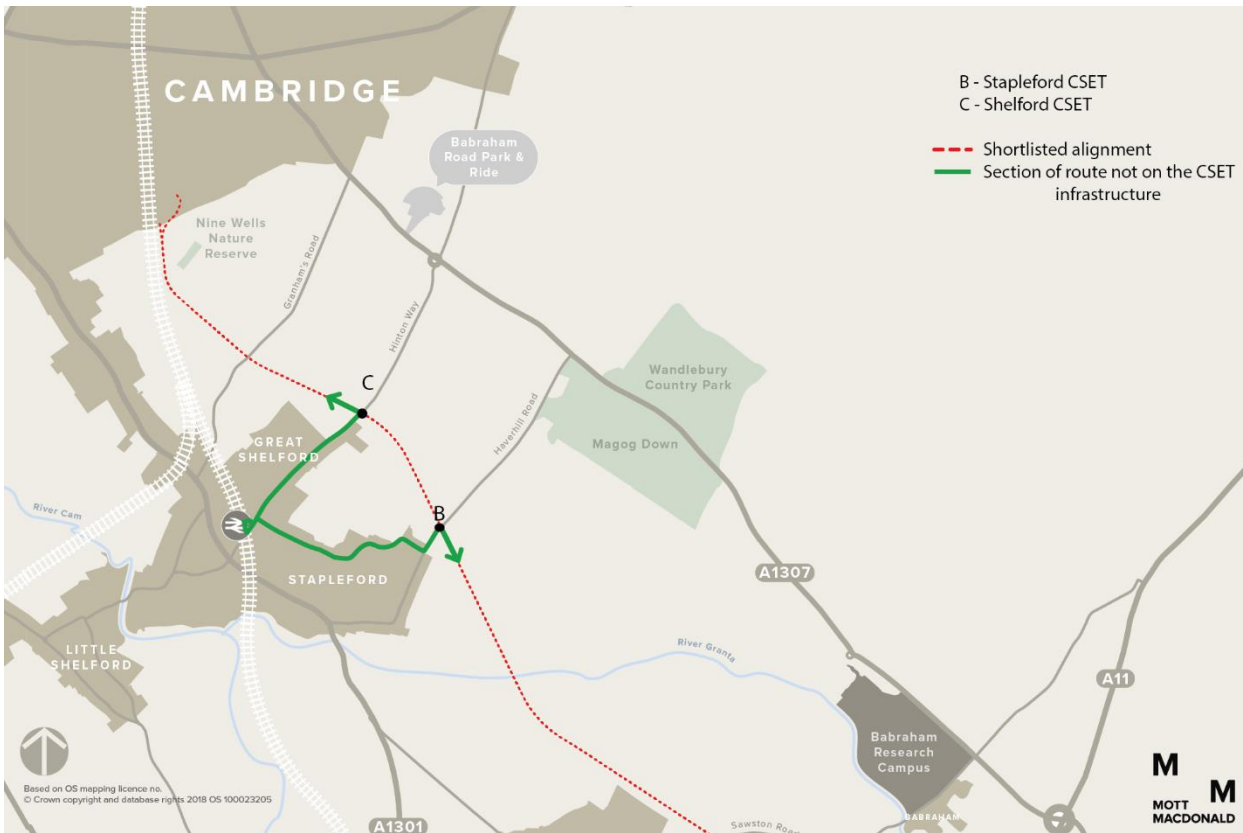 CAMBRIDGE
B - Stapleford CSET
C - Shelford CSET
Shortlisted alignment
Section of route not on the CSET
infrastructure
Babraham
Road Park &
Ride
Nine Wells
Nature
Reserve
Granham's Road
Hinton Way
C
Wandlebury
Country Park
Haverhill Road
Magog Down
GREAT
SHELFORD
River Cam
B
STAPLEFORD
A1307
LITTLE
SHELFORD
River Granta
A11
Babraham
Research
Campus
Based on OS mapping licence no.
© Crown copyright and database rights 2018 OS 100023205
A1301
Sawston Road
BABRAHAM
M
M
MOTT
MACDONALD